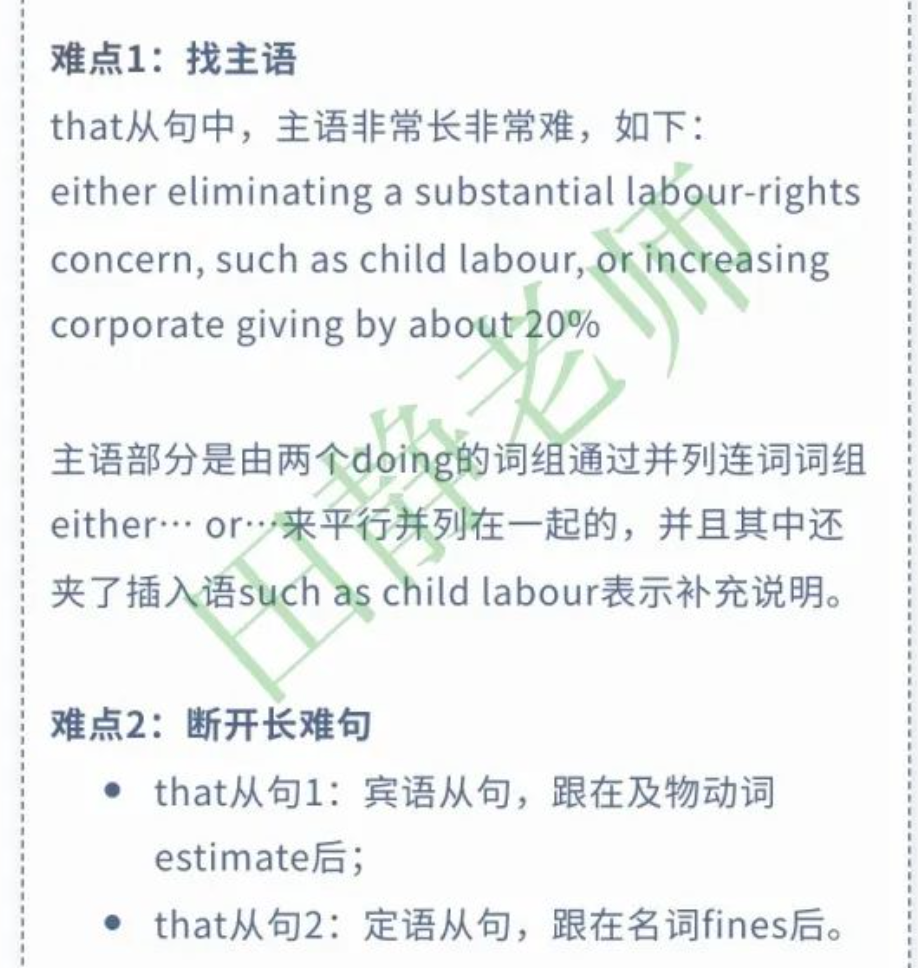 难点1：找主语
that从句中，主语非常长非常难，如下：
either eliminating a substantial labour-rights
concern, such as child labour, or increasing
corporate giving by about 20%
主语部分是由两个doing的词组通过并列连词词组
either… or…来平行并列在一起的，并且其中还
夹了插入语such as child labour表示补充说明。
难点2：断开长难句
● that从句1：宾语从句，跟在及物动词
estimate后；
● that从句2：定语从句，跟在名词fines后。
田静老师